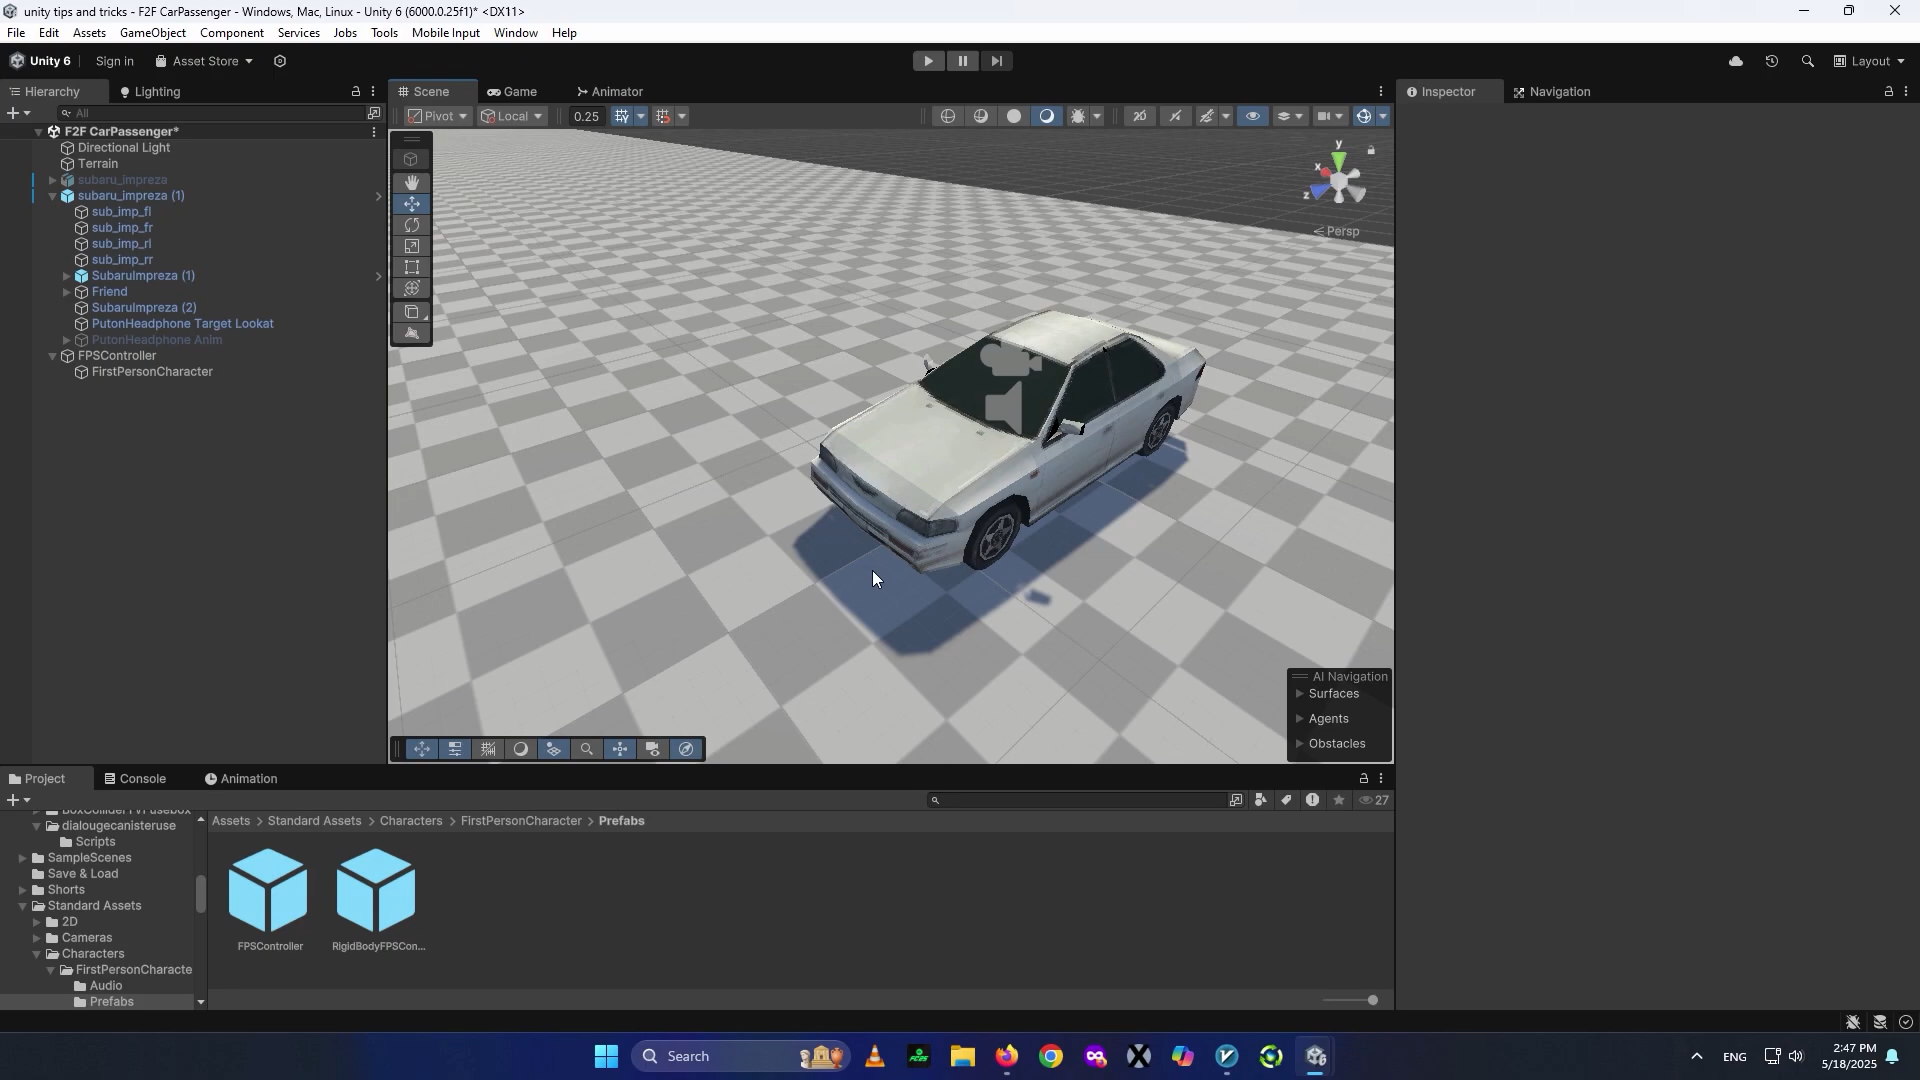 unity tips and tricks - F2F CarPassenger - Windows, Mac, Linux - Unity 6 (6000.0.25f1)* <DX11>
File Edit Assets GameObject Component Services Jobs Tools Mobile Input Window Help
Unity 6 Sign in Asset Store Layout
Hierarchy Lighting Scene Game Animator Inspector Navigation
All Pivot Local 0.25 2D
F2F CarPassenger*
Directional Light
Terrain
subaru_impreza
subaru_impreza (1)
sub_imp_fl
sub_imp_fr
sub_imp_rl
sub_imp_rr
SubaruImpreza (1)
Friend
SubaruImpreza (2)
PutonHeadphone Target Lookat
PutonHeadphone Anim
FPSController
FirstPersonCharacter
y
x
z
Persp
AI Navigation
Surfaces
Agents
Obstacles
Project Console Animation
27
BoxColliderTVFusebox
dialougecanisteruse
Scripts
SampleScenes
Save & Load
Shorts
Standard Assets
2D
Cameras
Characters
FirstPersonCharacte
Audio
Prefabs
Assets > Standard Assets > Characters > FirstPersonCharacter > Prefabs
FPSController RigidBodyFPSCon...
Search
ENG
2:47 PM
5/18/2025